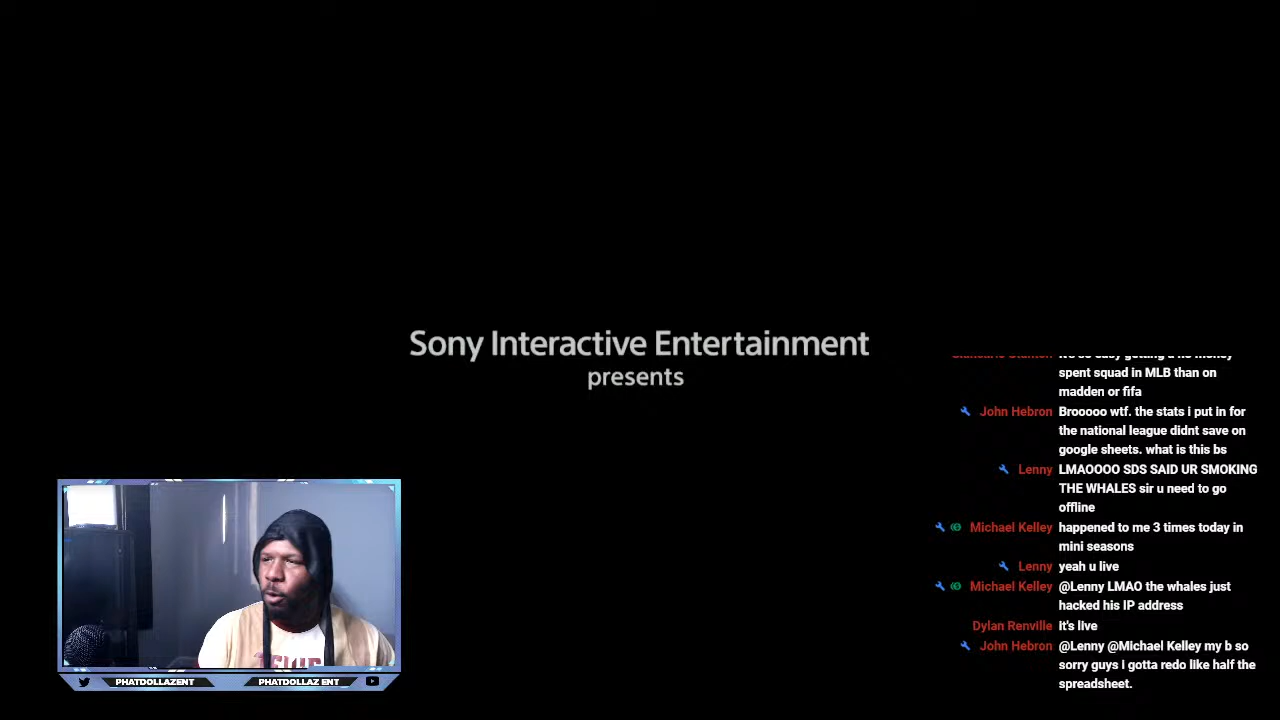 Sony Interactive Entertainment
presents
spent squad in MLB than on
madden or fifa
John Hebron Brooooo wtf. the stats i put in for
the national league didnt save on
google sheets. what is this bs
Lenny LMAOOOO SDS SAID UR SMOKING
THE WHALES sir u need to go
offline
Michael Kelley happened to me 3 times today in
mini seasons
Lenny yeah u live
Michael Kelley @Lenny LMAO the whales just
hacked his IP address
Dylan Renville it's live
John Hebron @Lenny @Michael Kelley my b so
sorry guys I gotta redo like half the
spreadsheet.
PHATDOLLAZENT PHATDOLLAZ ENT